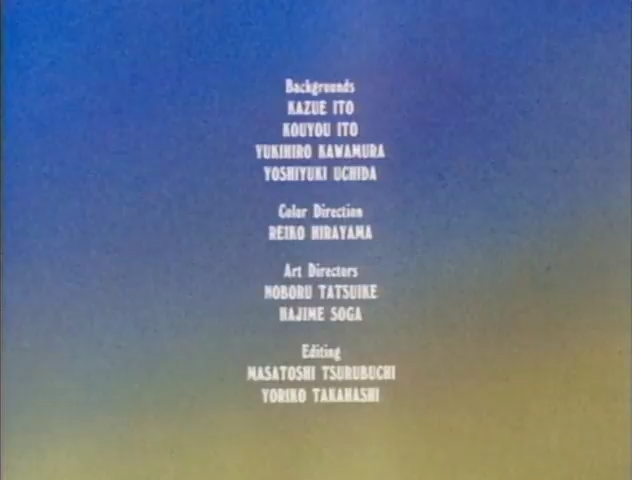 Backgrounds
KAZUE ITO
KOUYOU ITO
YUKIHIRO KAWAMURA
YOSHIYUKI UCHIDA
Color Direction
REIKO HIRAYAMA
Art Directors
NOBORU TATSUIKE
HAJIME SOGA
Editing
MASATOSHI TSURUBUCHI
YORIKO TAKAHASHI